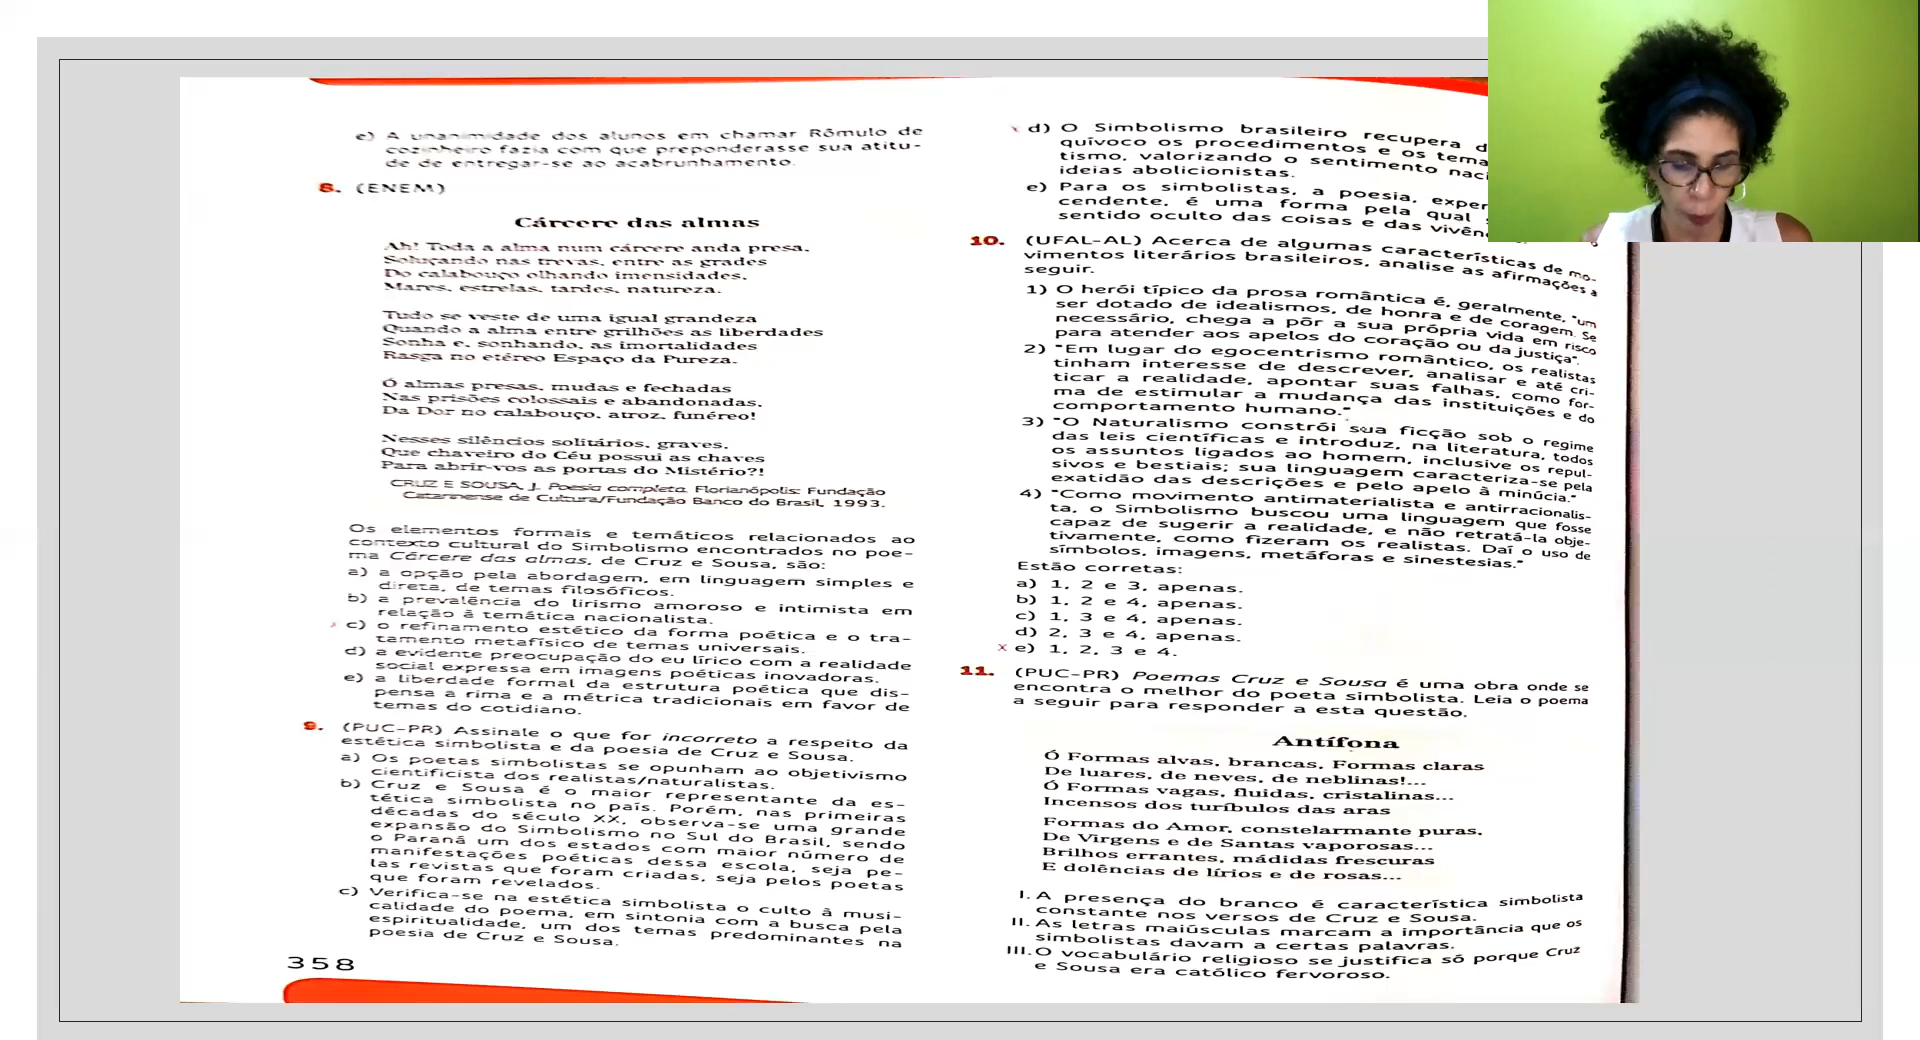 e) A unanimidade dos alunos em chamar Rômulo de
cozinheiro fazia com que preponderasse sua atitu-
de de entregar-se ao acabrunhamento.
8. (ENEM)
Cárcere das almas
Ah! Toda a alma num cárcere anda presa,
Soluçando nas trevas, entre as grades
Do calabouço olhando imensidades,
Mares, estrelas, tardes, natureza.
Tudo se veste de uma igual grandeza
Quando a alma entre grilhões as liberdades
Sonha e, sonhando, as imortalidades
Rasga no etéreo Espaço da Pureza.
Ó almas presas, mudas e fechadas
Nas prisões colossais e abandonadas,
Da Dor no calabouço, atroz, funéreo!
Nesses silêncios solitários, graves,
Que chaveiro do Céu possui as chaves
Para abrir-vos as portas do Mistério?!
CRUZ E SOUSA, J. Poesia completa. Florianópolis: Fundação
Catarinense de Cultura/Fundação Banco do Brasil, 1993.
Os elementos formais e temáticos relacionados ao
contexto cultural do Simbolismo encontrados no poe-
ma Cárcere das almas, de Cruz e Sousa, são:
a) a opção pela abordagem, em linguagem simples e
direta, de temas filosóficos.
b) a prevalência do lirismo amoroso e intimista em
relação à temática nacionalista.
c) o refinamento estético da forma poética e o tra-
tamento metafísico de temas universais.
d) a evidente preocupação do eu lírico com a realidade
social expressa em imagens poéticas inovadoras.
e) a liberdade formal da estrutura poética que dis-
pensa a rima e a métrica tradicionais em favor de
temas do cotidiano.
9. (PUC-PR) Assinale o que for incorreto a respeito da
estética simbolista e da poesia de Cruz e Sousa.
a) Os poetas simbolistas se opunham ao objetivismo
cientificista dos realistas/naturalistas.
b) Cruz e Sousa é o maior representante da es-
tética simbolista no país. Porém, nas primeiras
décadas do século XX, observa-se uma grande
expansão do Simbolismo no Sul do Brasil, sendo
o Paraná um dos estados com maior número de
manifestações poéticas dessa escola, seja pe-
las revistas que foram criadas, seja pelos poetas
que foram revelados.
c) Verifica-se na estética simbolista o culto à musi-
calidade do poema, em sintonia com a busca pela
espiritualidade, um dos temas predominantes na
poesia de Cruz e Sousa.
358
x d) O Simbolismo brasileiro recupera
quívoco os procedimentos e os
tismo, valorizando o sentimento
ideias abolicionistas.
e) Para os simbolistas, a poesia,
cendente, é uma forma pela qual
sentido oculto das coisas e das
10. (UFAL-AL) Acerca de algumas características de mo-
vimentos literários brasileiros, analise as afirmações a
seguir.
1) O herói típico da prosa romântica é, geralmente, "um
ser dotado de idealismos, de honra e de coragem. Se
necessário, chega a pôr a sua própria vida em risco
para atender aos apelos do coração ou da justiça".
2) "Em lugar do egocentrismo romântico, os realistas
tinham interesse de descrever, analisar e até cri-
ticar a realidade, apontar suas falhas, como for-
ma de estimular a mudança das instituições e do
comportamento humano."
3) "O Naturalismo constrói sua ficção sob o regime
das leis científicas e introduz, na literatura, todos
os assuntos ligados ao homem, inclusive os repul-
sivos e bestiais; sua linguagem caracteriza-se pela
exatidão das descrições e pelo apelo à minúcia."
4) "Como movimento antimaterialista e antirracionalis-
ta, o Simbolismo buscou uma linguagem que fosse
capaz de sugerir a realidade, e não retratá-la obje-
tivamente, como fizeram os realistas. Daí o uso de
símbolos, imagens, metáforas e sinestesias."
Estão corretas:
a) 1, 2 e 3, apenas.
b) 1, 2 e 4, apenas.
c) 1, 3 e 4, apenas.
d) 2, 3 e 4, apenas.
x e) 1, 2, 3 e 4.
11. (PUC-PR) Poemas Cruz e Sousa é uma obra onde se
encontra o melhor do poeta simbolista. Leia o poema
a seguir para responder a esta questão.
Antífona
Ó Formas alvas, brancas, Formas claras
De luares, de neves, de neblinas!...
Ó Formas vagas, fluidas, cristalinas...
Incensos dos turíbulos das aras
Formas do Amor, constelarmante puras,
De Virgens e de Santas vaporosas...
Brilhos errantes, mádidas frescuras
E dolências de lírios e de rosas...
I. A presença do branco é característica simbolista
constante nos versos de Cruz e Sousa.
II. As letras maiúsculas marcam a importância que os
simbolistas davam a certas palavras.
III. O vocabulário religioso se justifica só porque Cruz
e Sousa era católico fervoroso.